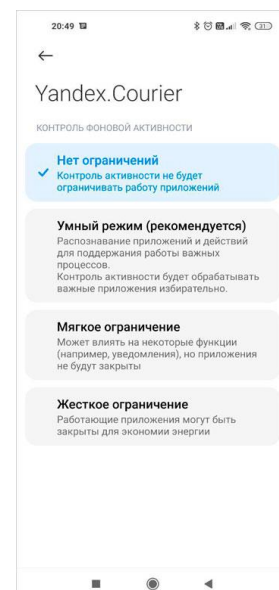 20:49
Yandex.Courier
КОНТРОЛЬ ФОНОВОЙ АКТИВНОСТИ
Нет ограничений
Контроль активности не будет
ограничивать работу приложений
Умный режим (рекомендуется)
Распознавание приложений и действий
для поддержания работы важных
процессов.
Контроль активности будет обрабатывать
важные приложения избирательно.
Мягкое ограничение
Может влиять на некоторые функции
(например, уведомления), но приложения
не будут закрыты
Жесткое ограничение
Работающие приложения могут быть
закрыты для экономии энергии